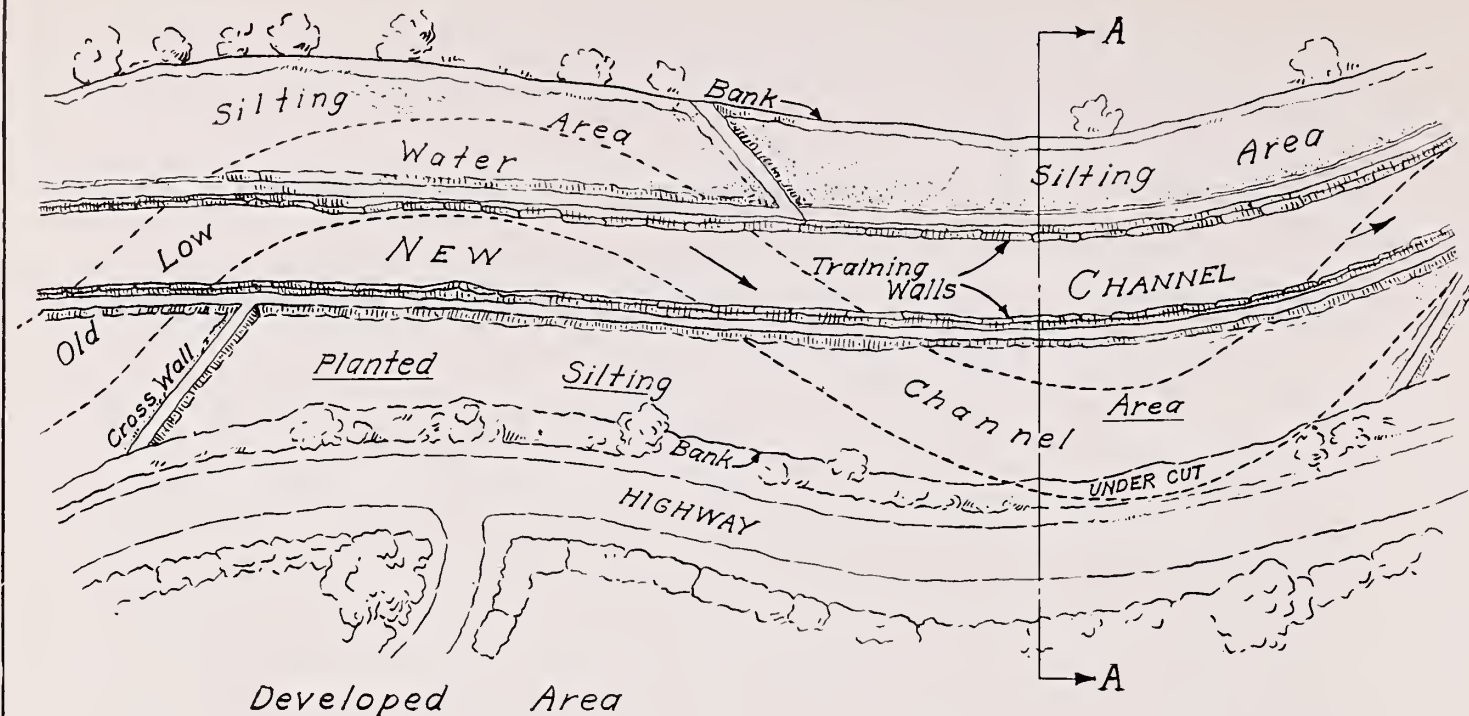 A
Bank
Silting Area
Silting Area
Old Low Water Channel
NEW CHANNEL
Training
Walls
Cross Wall
Planted Silting Area
Bank
UNDER CUT
HIGHWAY
A
Developed Area